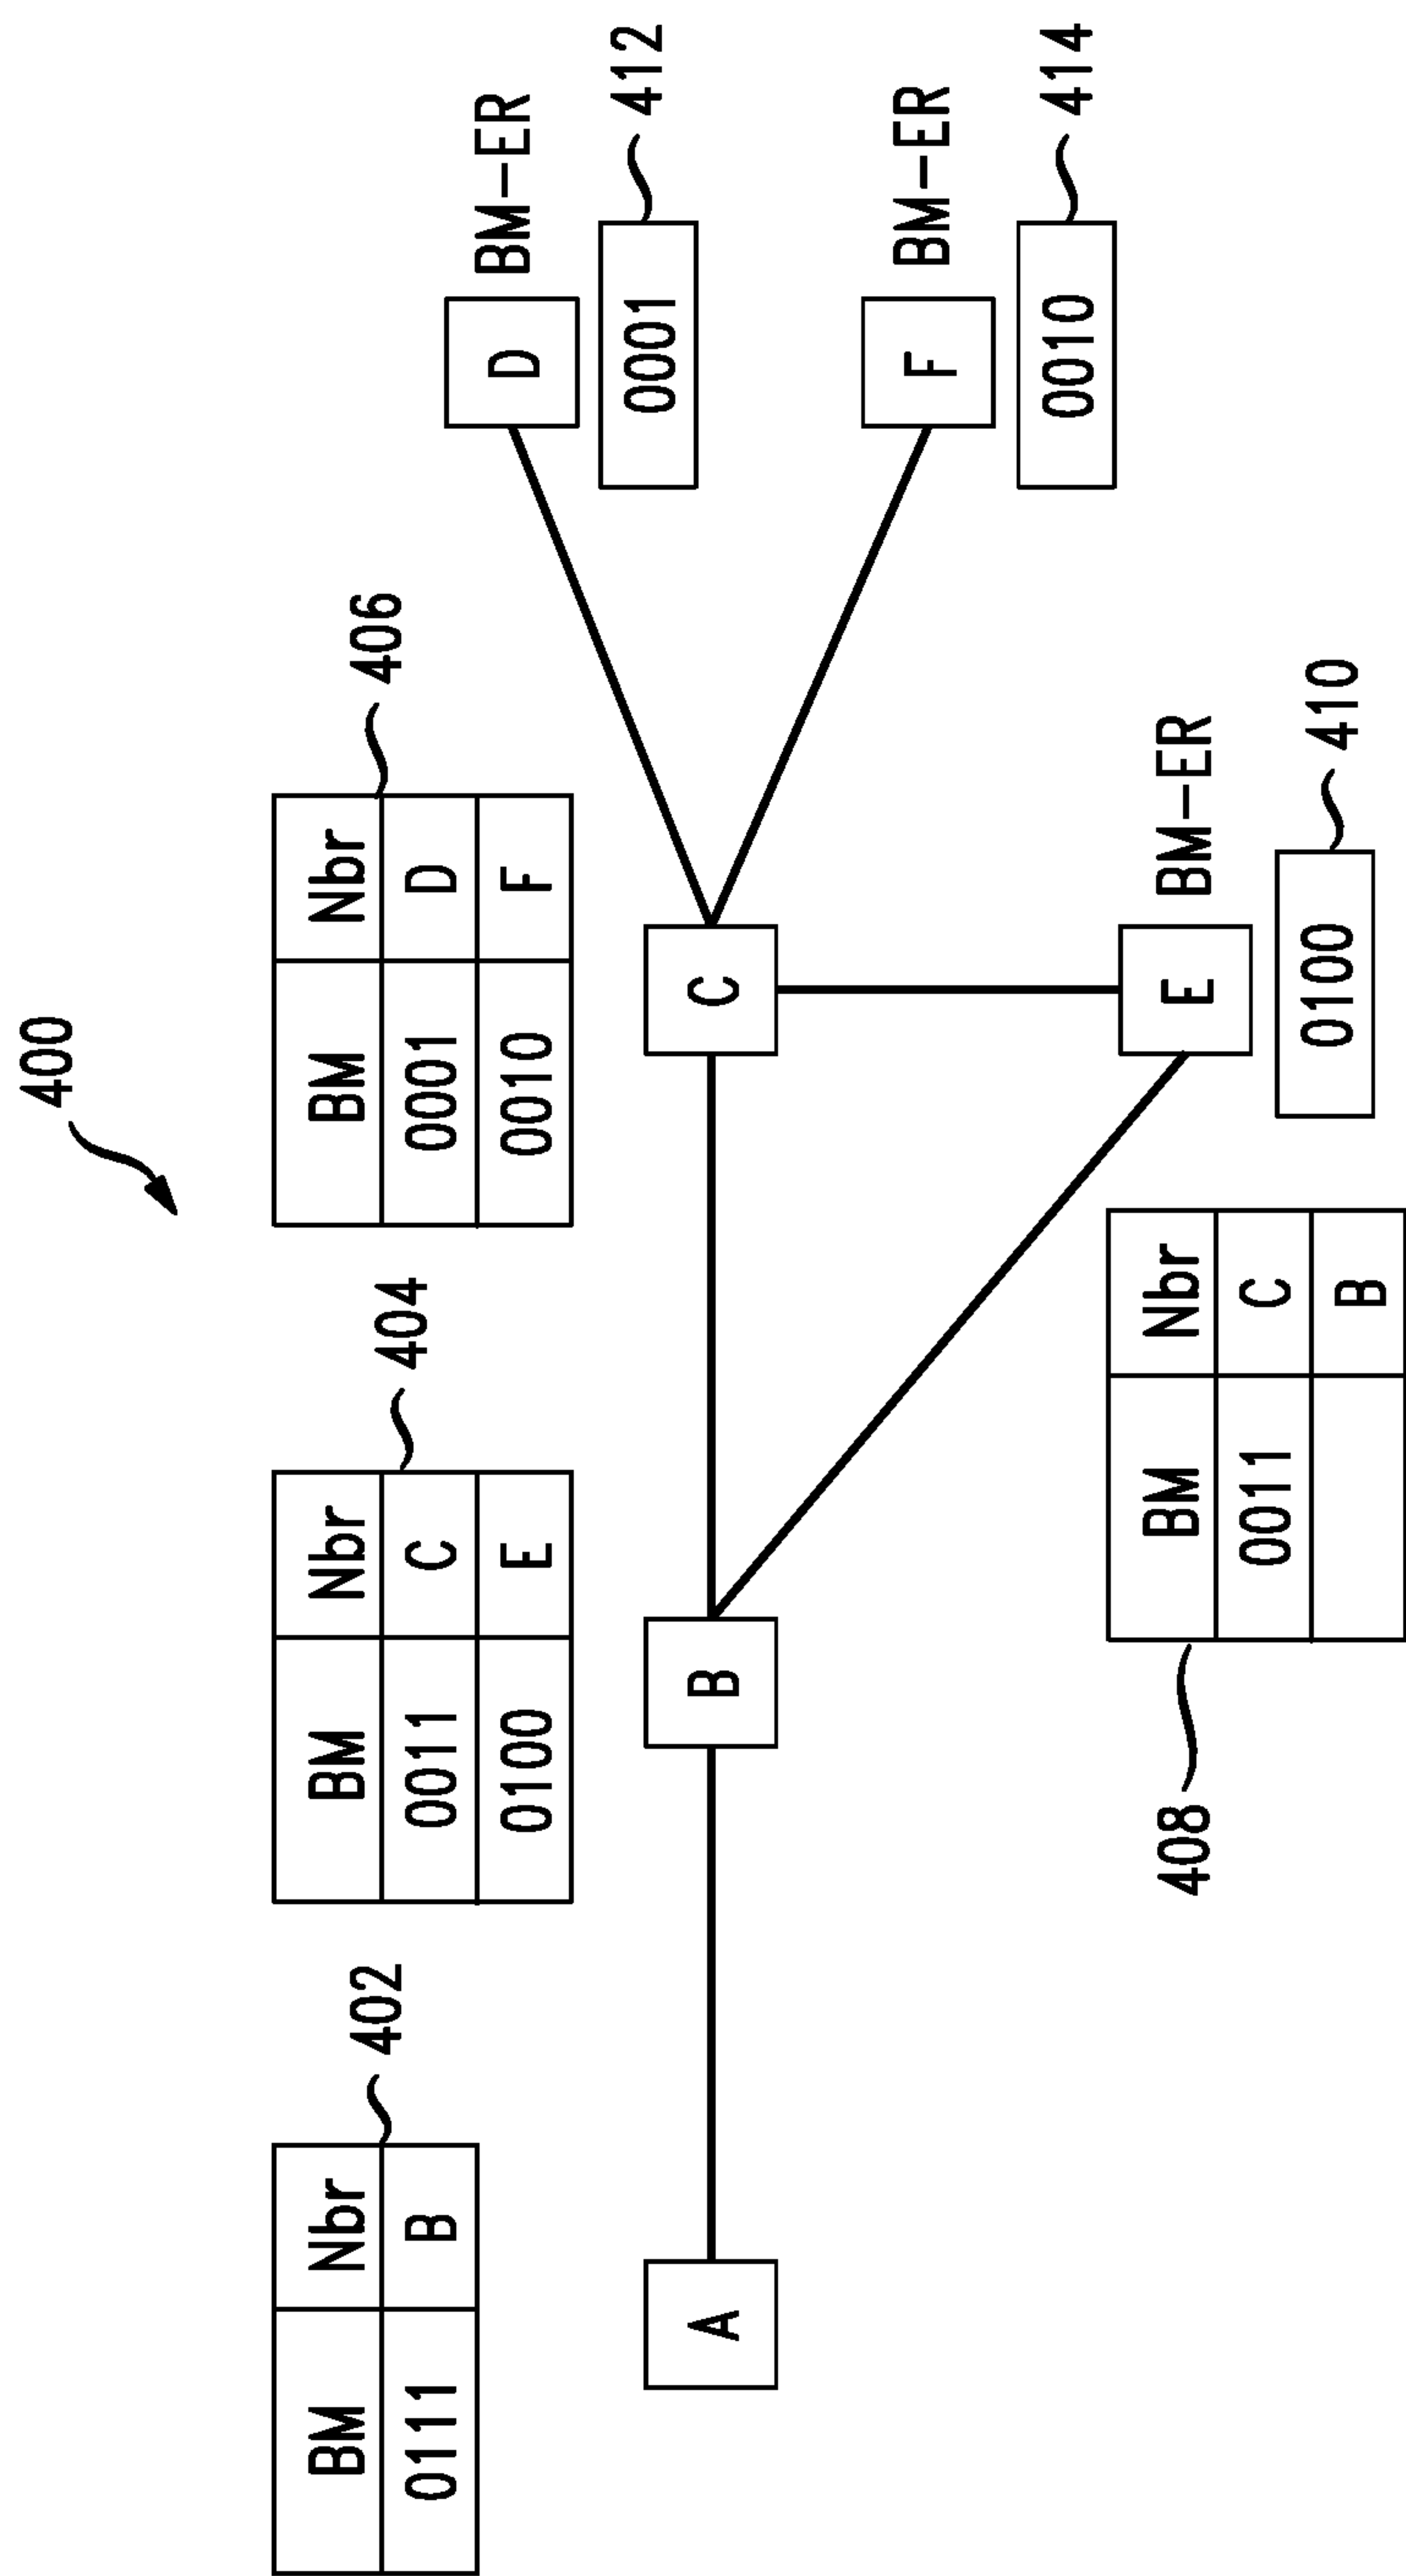 400
402
BM Nbr
0111 B
404
BM Nbr
0011 C
0100 E
406
BM Nbr
0001 D
0010 F
A
B
C
D
BM-ER
0001
412
F
BM-ER
0010
414
E
BM-ER
0100
410
408
BM Nbr
0011 C
B